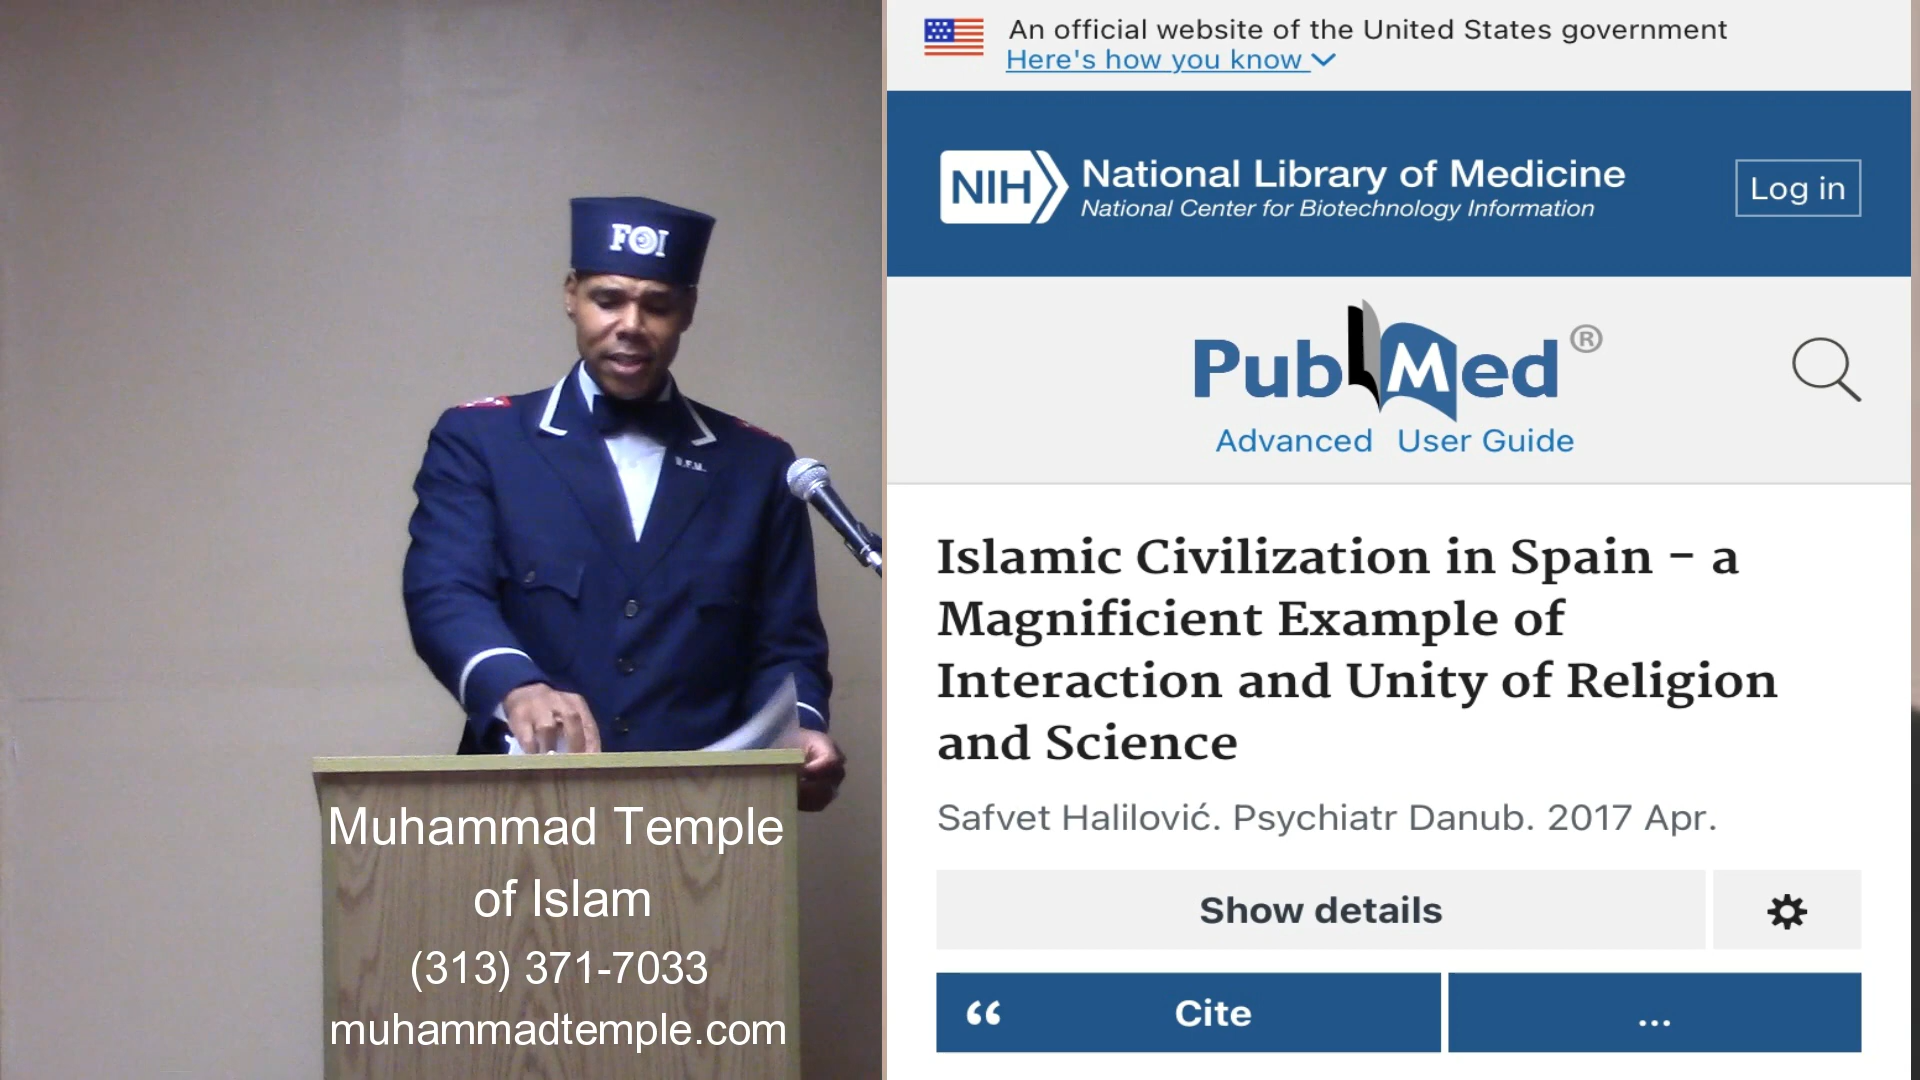 FOI
Muhammad Temple
of Islam
(313) 371-7033
muhammadtemple.com
An official website of the United States government
Here's how you know
NIH
National Library of Medicine
National Center for Biotechnology Information
Log in
PubMed®
Advanced User Guide
Islamic Civilization in Spain – a
Magnificient Example of
Interaction and Unity of Religion
and Science
Safvet Halilović. Psychiatr Danub. 2017 Apr.
Show details
Cite
...